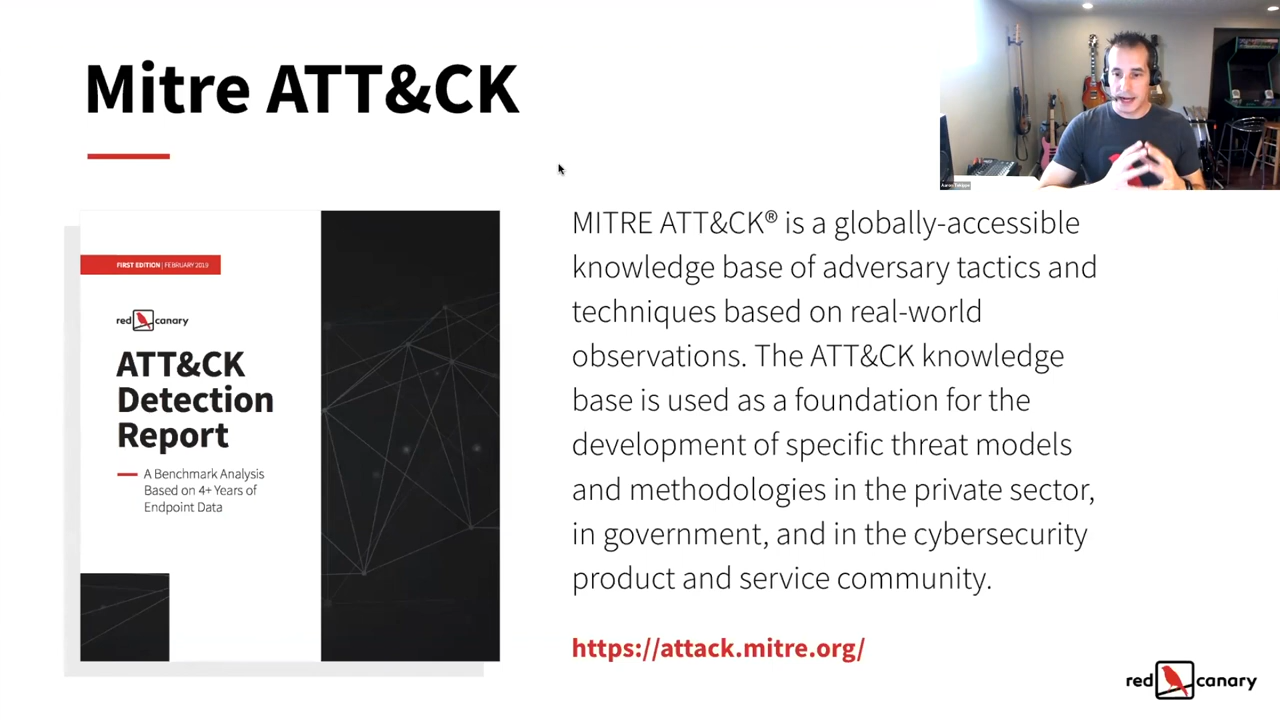 Mitre ATT&CK
FIRST EDITION | FEBRUARY 2019
red canary
ATT&CK
Detection
Report
A Benchmark Analysis
Based on 4+ Years of
Endpoint Data
MITRE ATT&CK® is a globally-accessible
knowledge base of adversary tactics and
techniques based on real-world
observations. The ATT&CK knowledge
base is used as a foundation for the
development of specific threat models
and methodologies in the private sector,
in government, and in the cybersecurity
product and service community.
https://attack.mitre.org/
red canary